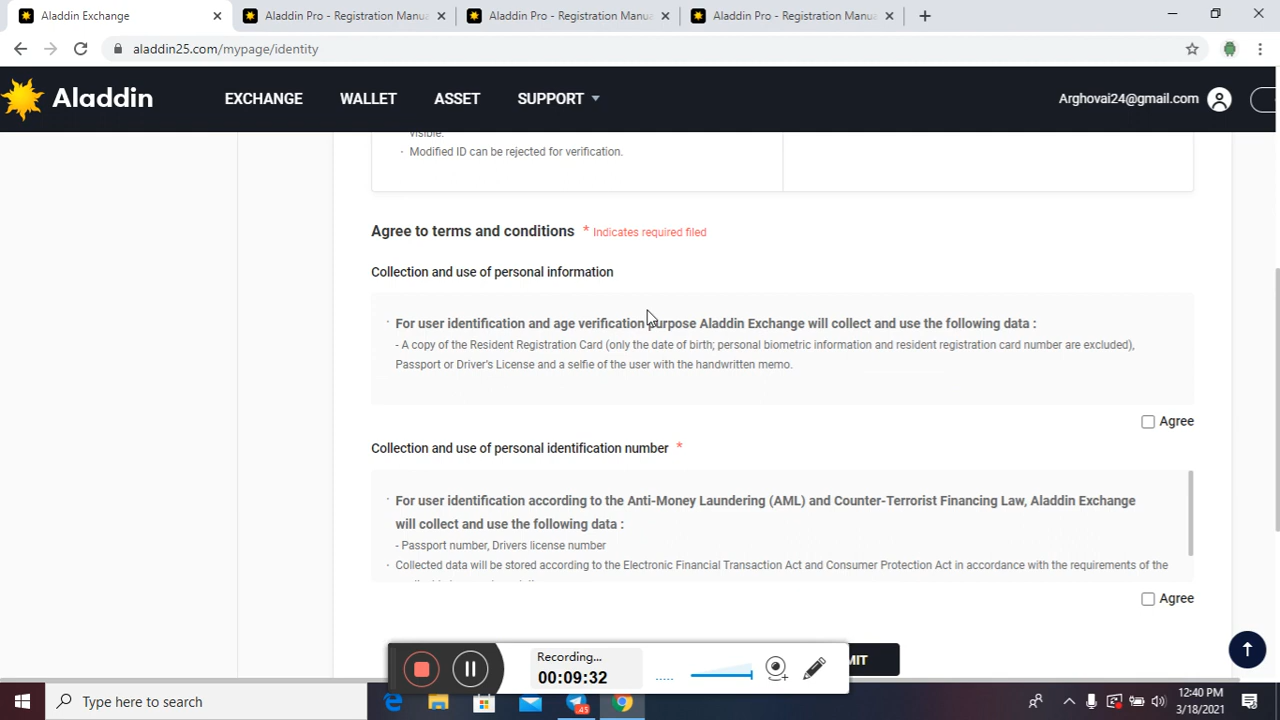 Aladdin Exchange
Aladdin Pro - Registration Manua
Aladdin Pro - Registration Manua
Aladdin Pro - Registration Manua
aladdin25.com/mypage/identity
Aladdin
EXCHANGE
WALLET
ASSET
SUPPORT
Arghovai24@gmail.com
visible.
· Modified ID can be rejected for verification.
Agree to terms and conditions * Indicates required filed
Collection and use of personal information
· For user identification and age verification purpose Aladdin Exchange will collect and use the following data :
- A copy of the Resident Registration Card (only the date of birth; personal biometric information and resident registration card number are excluded),
Passport or Driver's License and a selfie of the user with the handwritten memo.
Agree
Collection and use of personal identification number *
· For user identification according to the Anti-Money Laundering (AML) and Counter-Terrorist Financing Law, Aladdin Exchange
will collect and use the following data :
- Passport number, Drivers license number
· Collected data will be stored according to the Electronic Financial Transaction Act and Consumer Protection Act in accordance with the requirements of the
Agree
MIT
Recording...
00:09:32
Type here to search
45
12:40 PM
3/18/2021